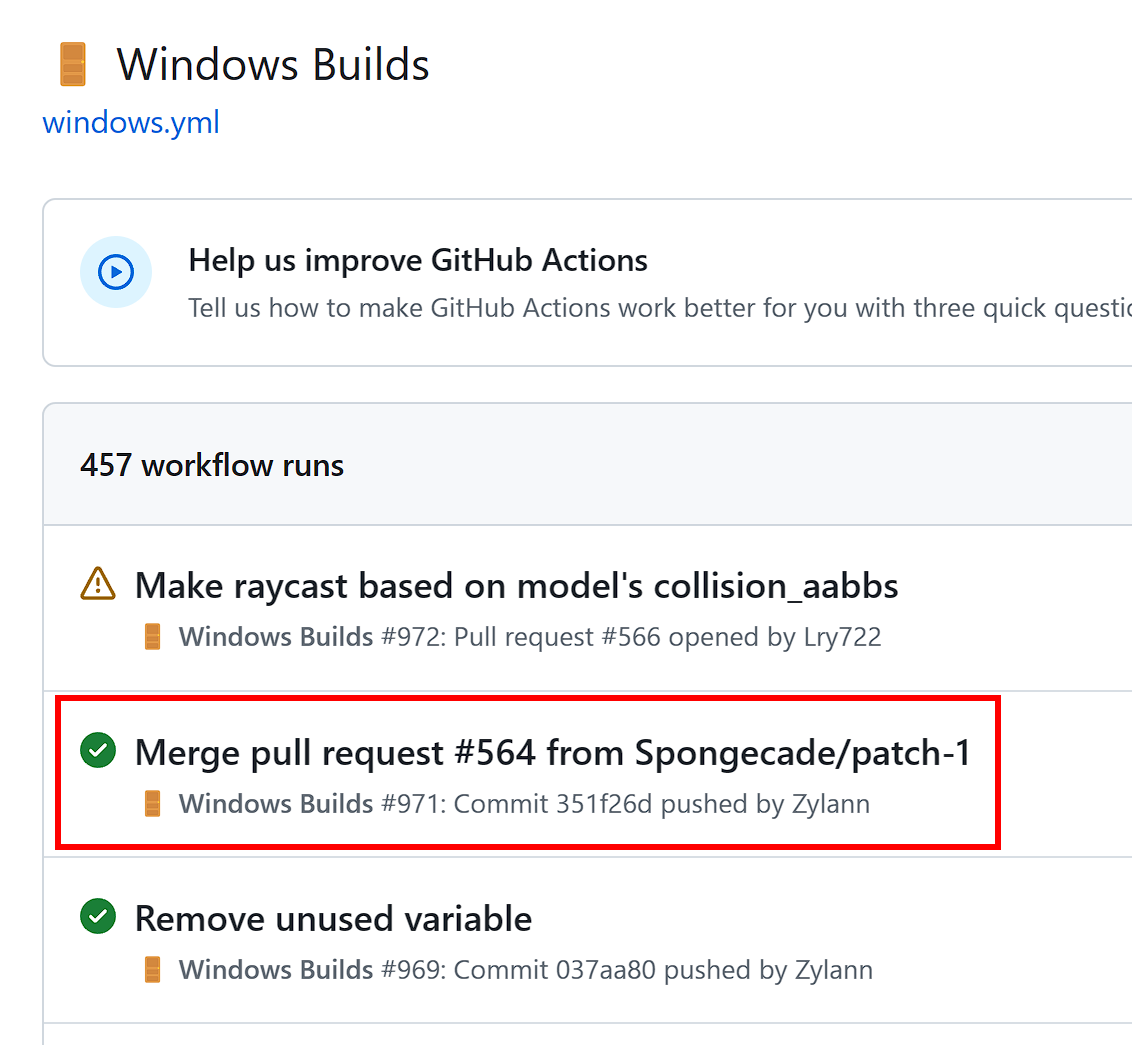 Windows Builds
windows.yml
Help us improve GitHub Actions
Tell us how to make GitHub Actions work better for you with three quick
457 workflow runs
Make raycast based on model's collision_aabbs
Windows Builds #972: Pull request #566 opened by Lry722
Merge pull request #564 from Spongecade/patch-1
Windows Builds #971: Commit 351f26d pushed by Zylann
Remove unused variable
Windows Builds #969: Commit 037aa80 pushed by Zylann